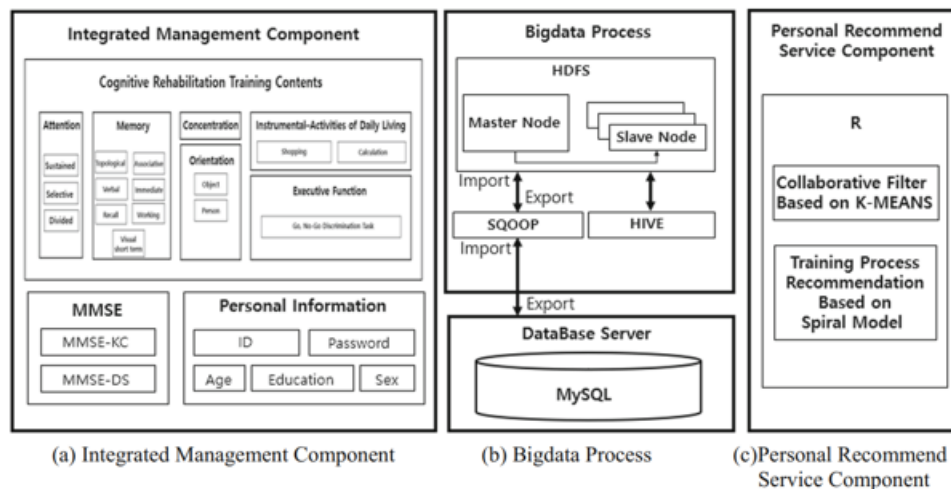 Integrated Management Component
Cognitive Rehabilitation Training Contents
Attention
Sustained
Selective
Divided
Memory
Topological
Associative
Verbal
Immediate
Recall
Working
Visual
short term
Concentration
Orientation
Object
Person
Instrumental-Activities of Daily Living
Shopping
Calculation
Executive Function
Go, No-Go Discrimination Task
MMSE
MMSE-KC
MMSE-DS
Personal Information
ID
Password
Age
Education
Sex
Bigdata Process
HDFS
Master Node
Slave Node
Import
Export
SQOOP
HIVE
Import
Export
DataBase Server
MySQL
Personal Recommend
Service Component
R
Collaborative Filter
Based on K-MEANS
Training Process
Recommendation
Based on
Spiral Model
(a) Integrated Management Component
(b) Bigdata Process
(c)Personal Recommend
Service Component